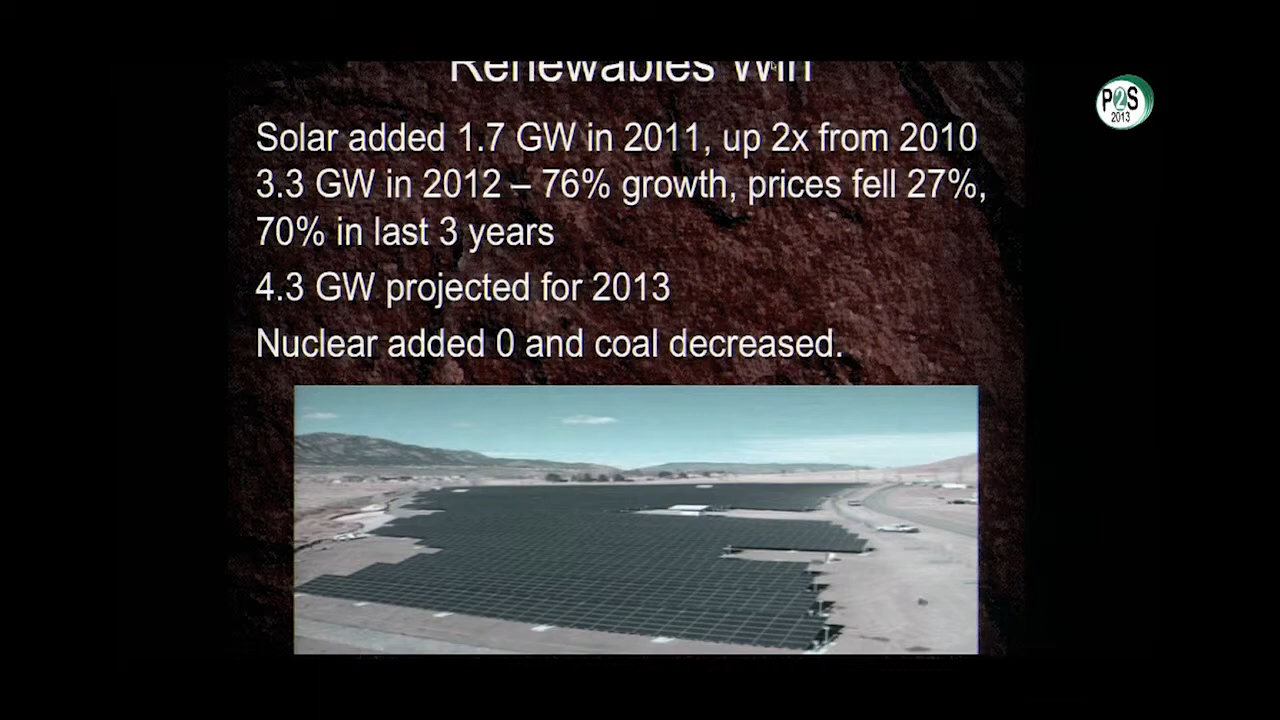 Renewables Win
P2S
2013
Solar added 1.7 GW in 2011, up 2x from 2010
3.3 GW in 2012 – 76% growth, prices fell 27%,
70% in last 3 years
4.3 GW projected for 2013
Nuclear added 0 and coal decreased.